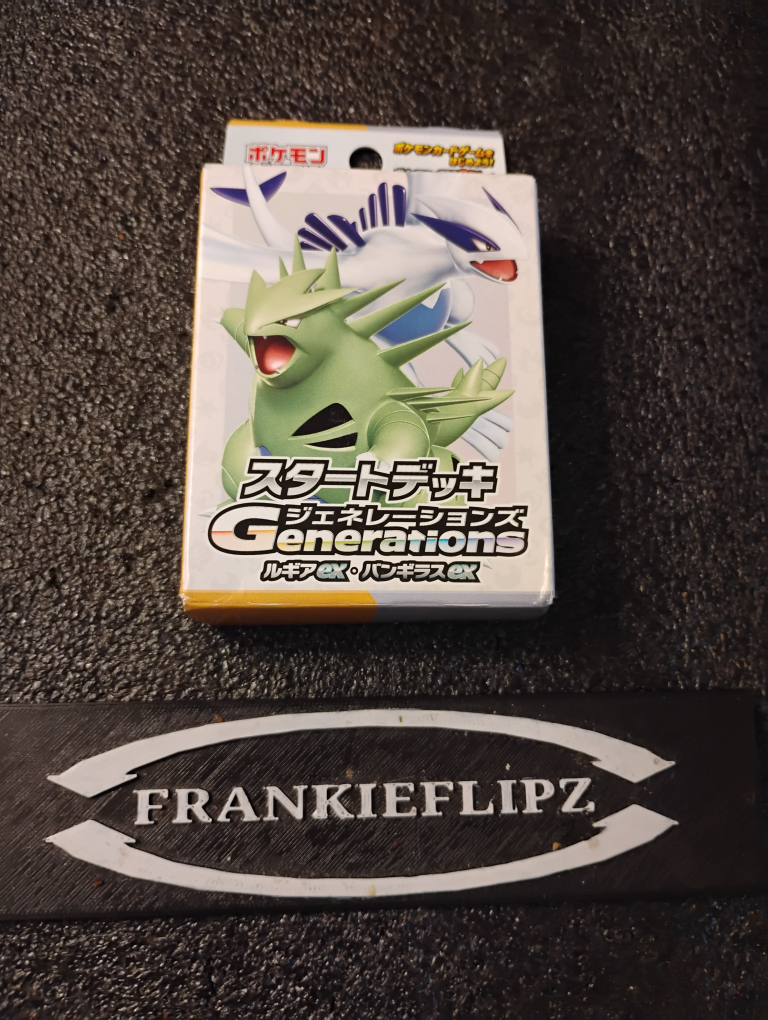 ポケモン
ポケモンカードゲームを
はじめよう!
スタートデッキ
ジェネレーションズ
Generations
ルギアex・バンギラスex
FRANKIEFLIPZ